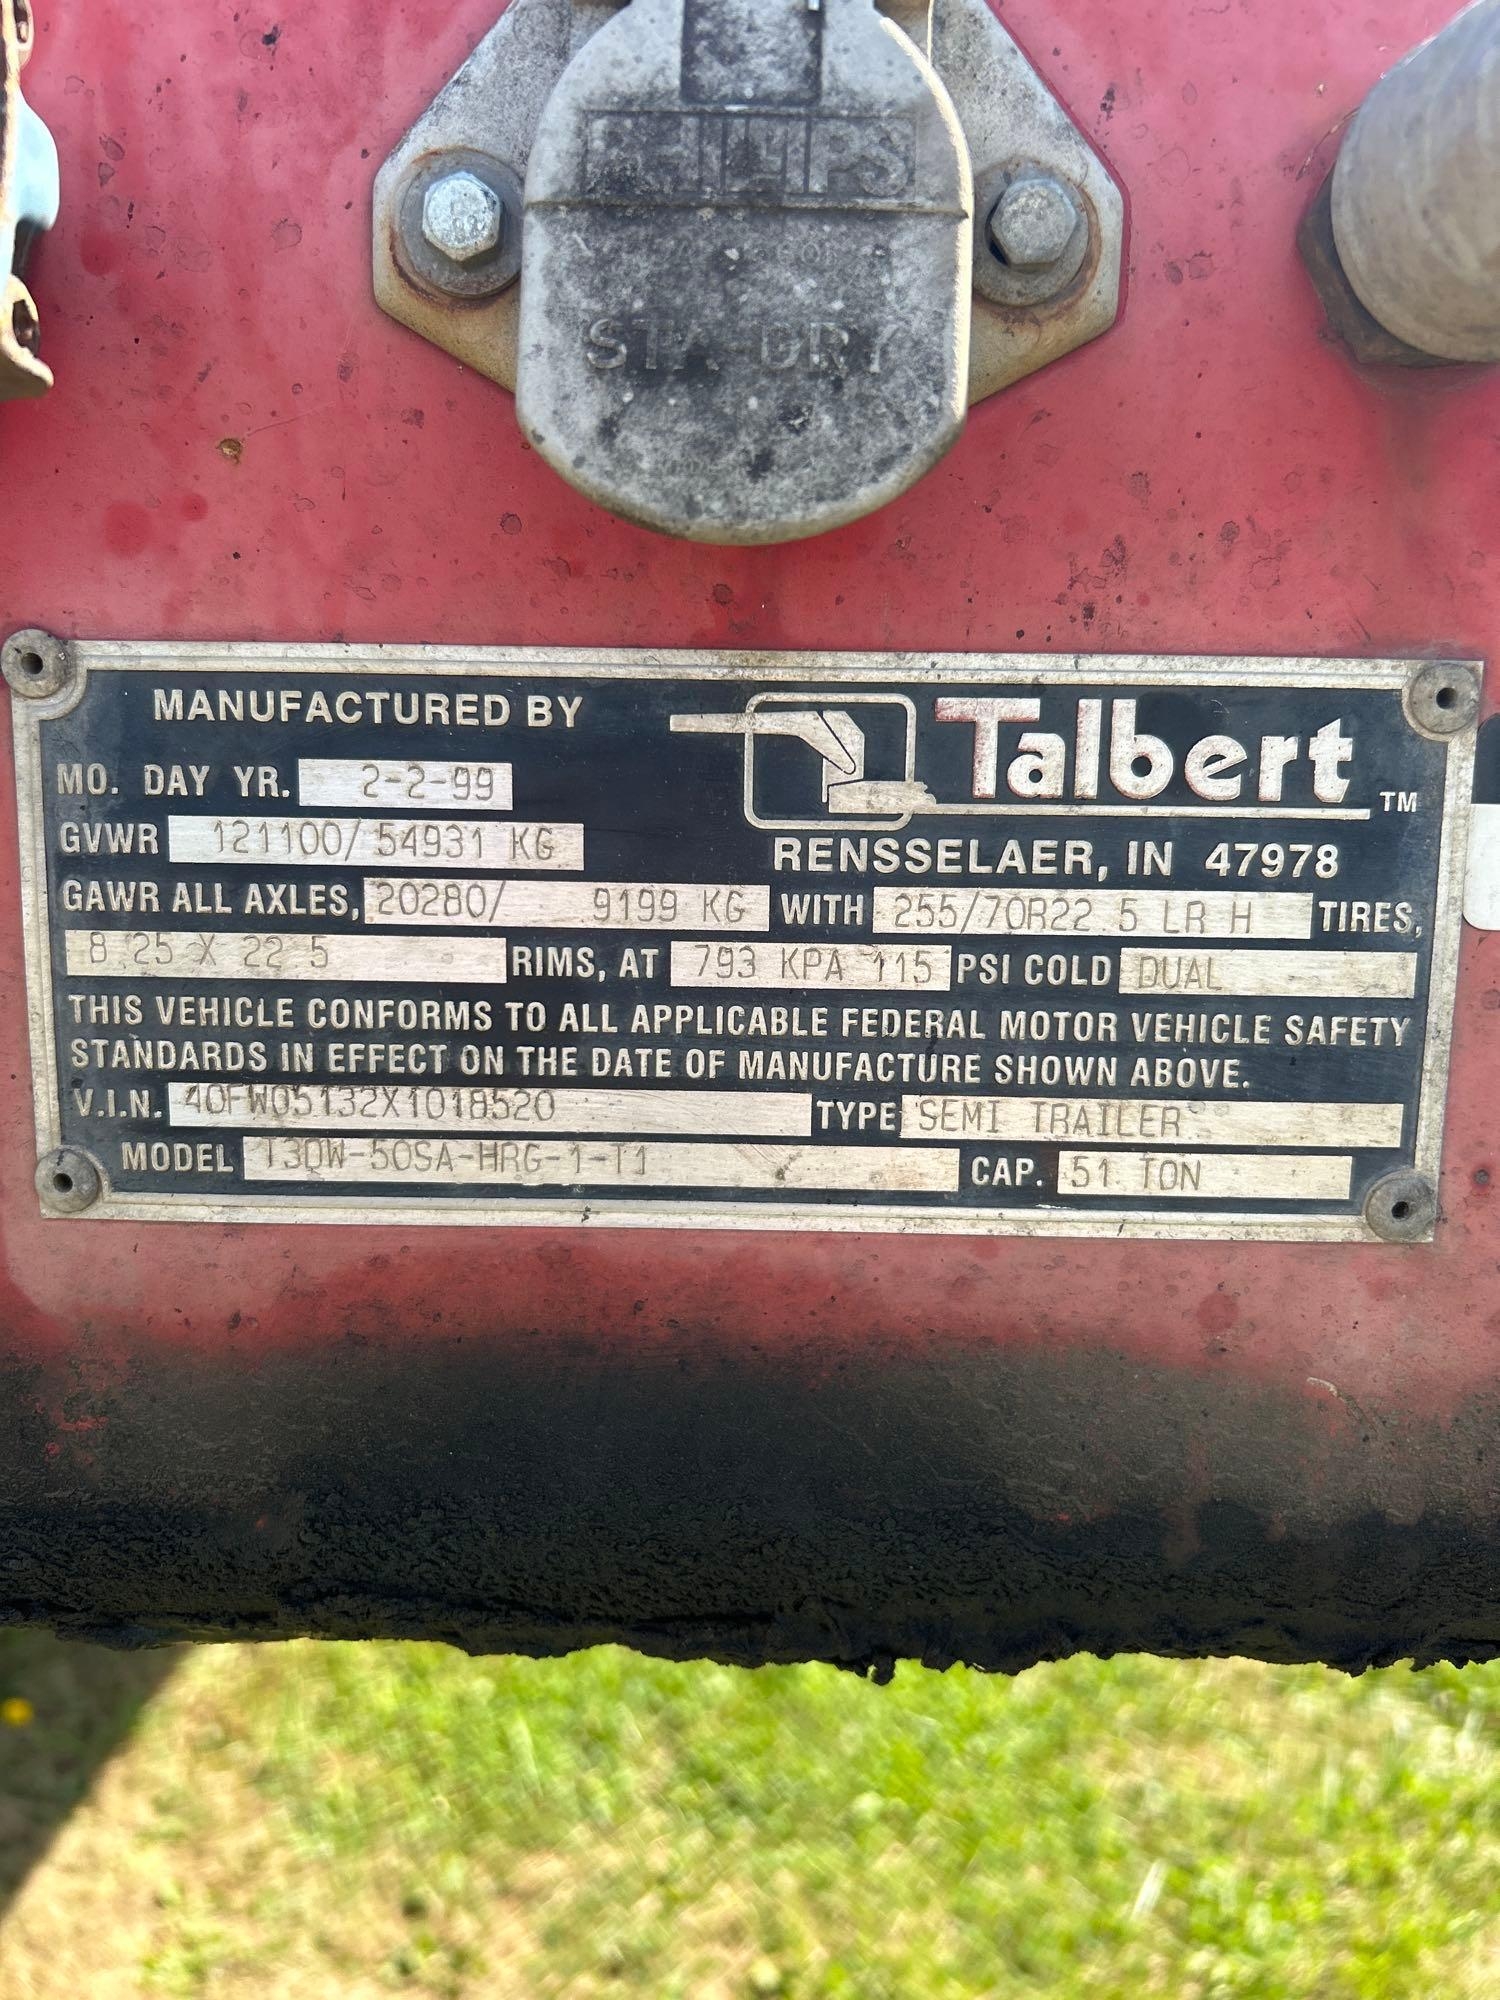 PHILLIPS
STA-DRY
MANUFACTURED BY Talbert TM
MO. DAY YR. 2-2-99
GVWR 121100/ 54931 KG RENSSELAER, IN 47978
GAWR ALL AXLES, 20280/ 9199 KG WITH 255/70R22.5 LR H TIRES,
8.25 X 22.5 RIMS, AT 793 KPA 115 PSI COLD DUAL
THIS VEHICLE CONFORMS TO ALL APPLICABLE FEDERAL MOTOR VEHICLE SAFETY
STANDARDS IN EFFECT ON THE DATE OF MANUFACTURE SHOWN ABOVE.
V.I.N. 40FW05132X1018520 TYPE SEMI TRAILER
MODEL T3DW-50SA-HRG-1-T1 CAP. 51 TON